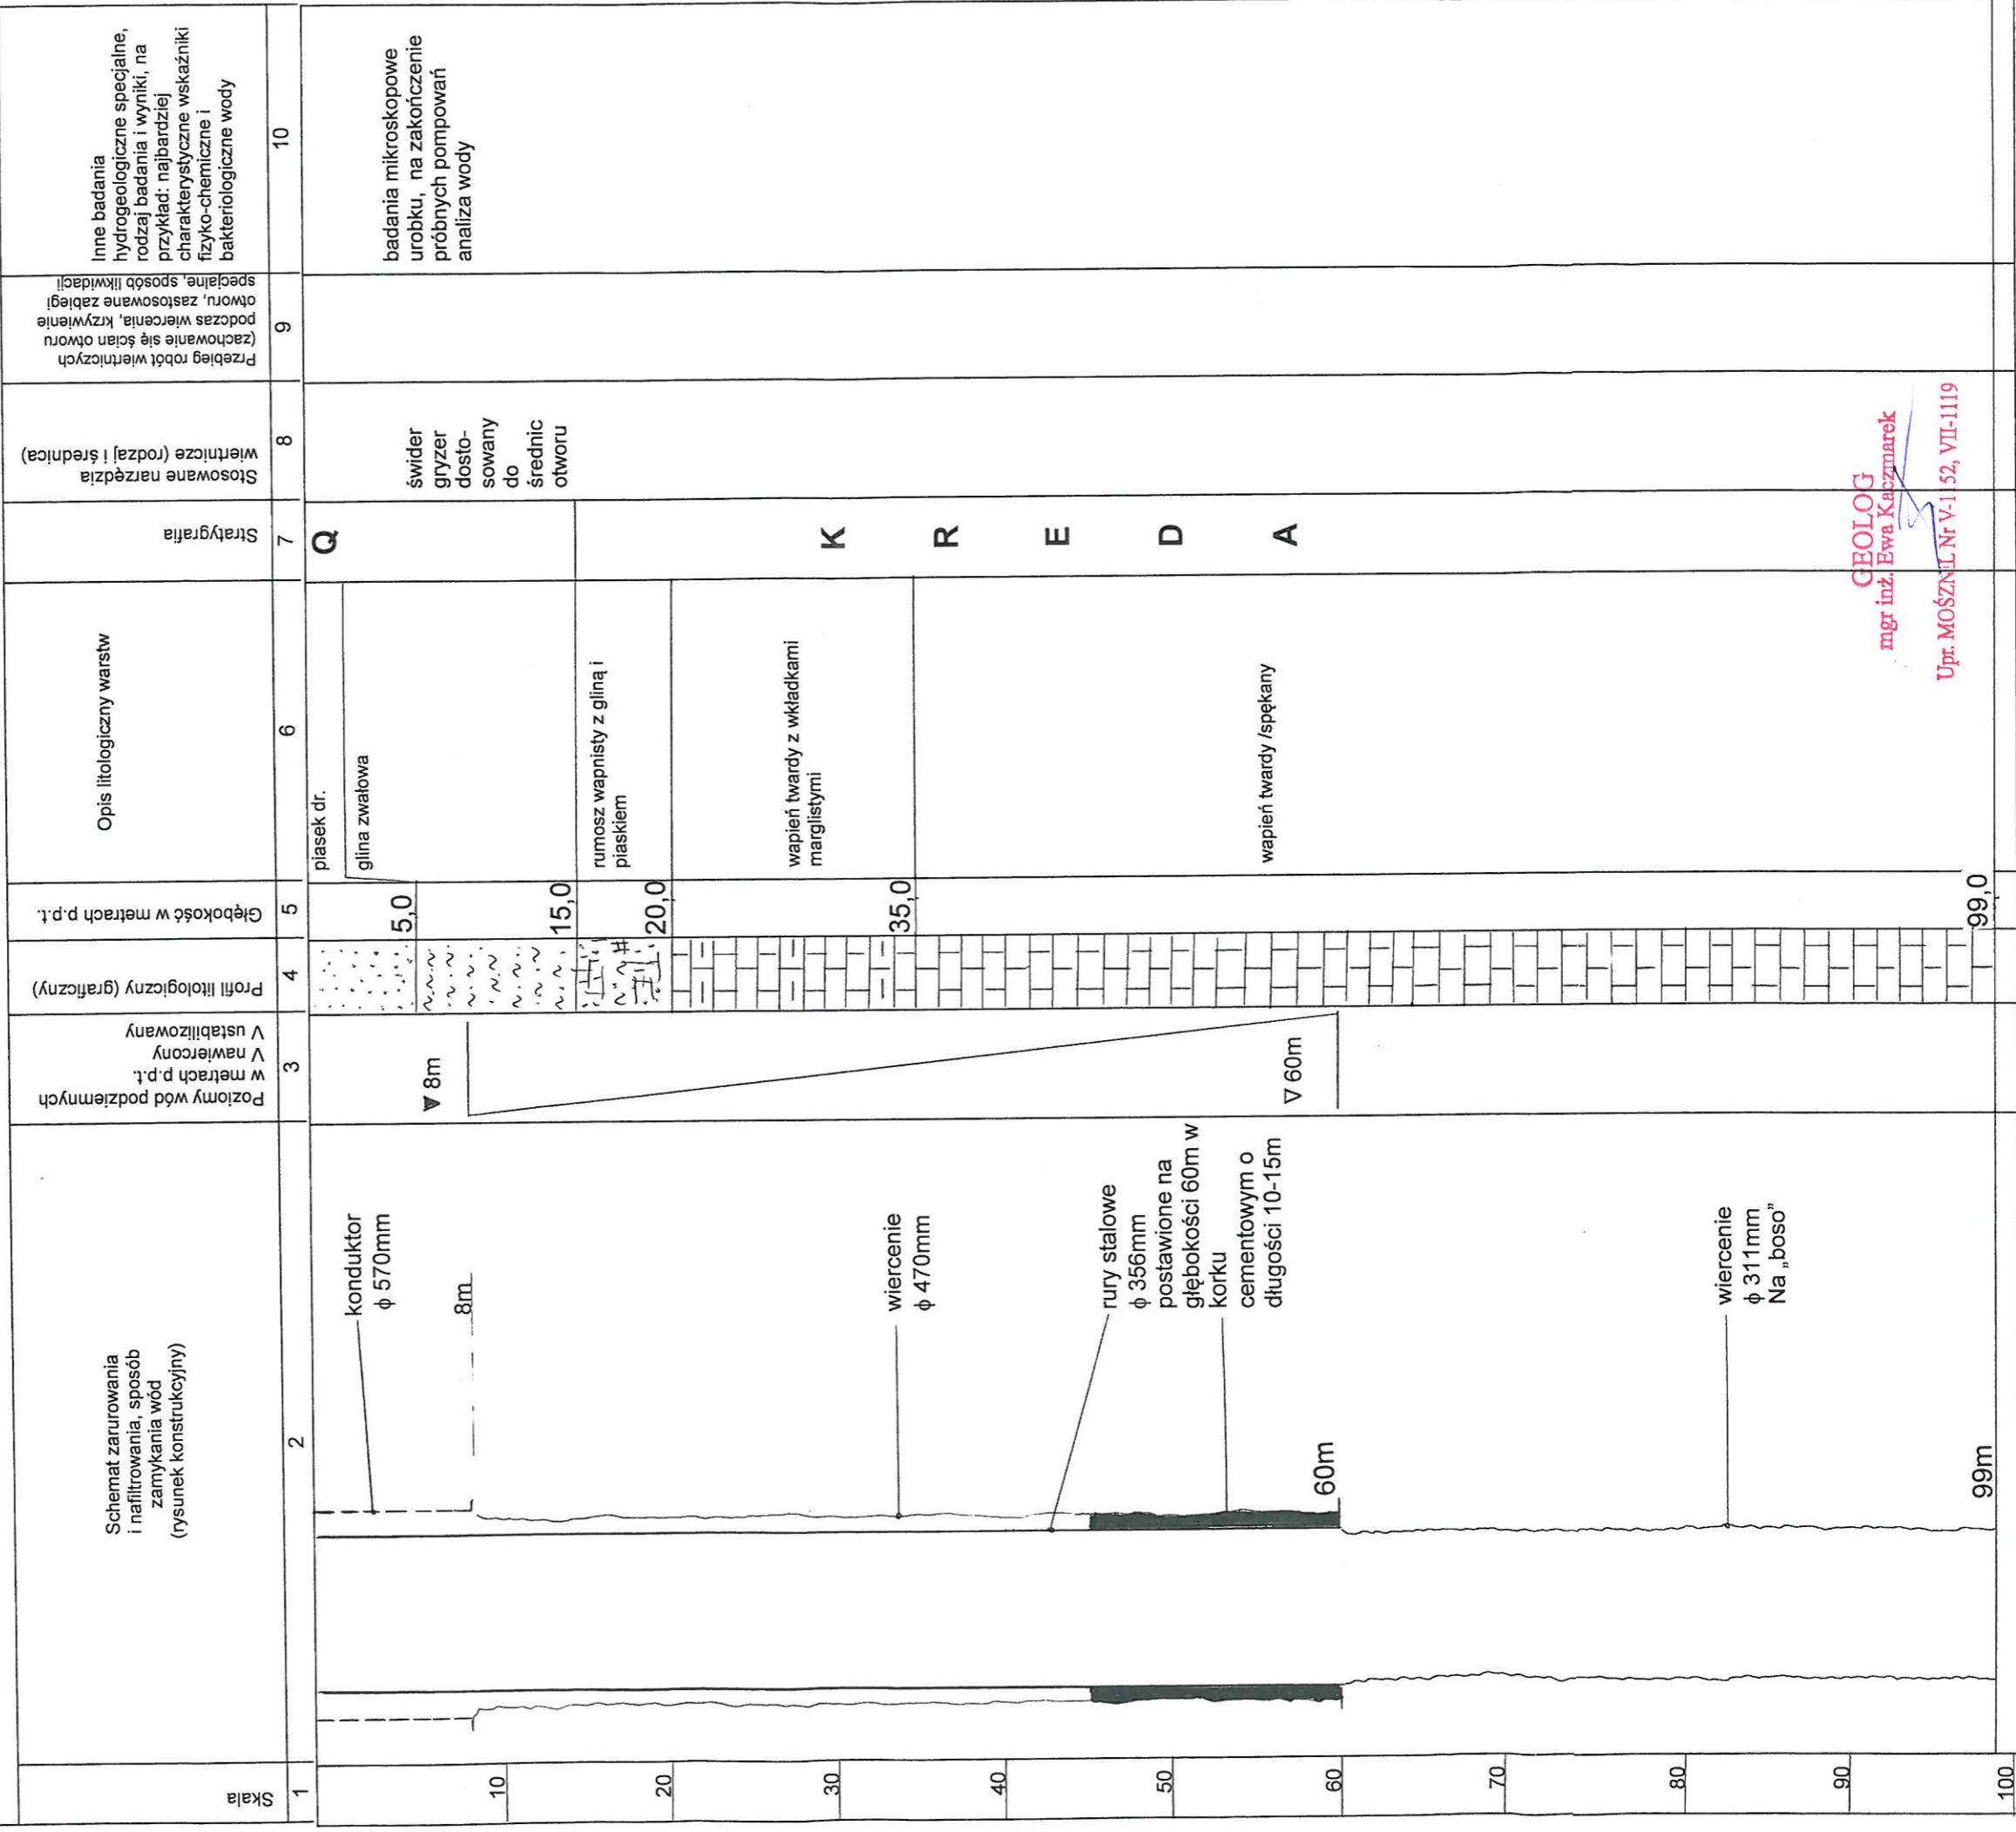 Skala
Schemat zarurowania
i nafiltrowania, sposób
zamykania wód
(rysunek konstrukcyjny)
Poziomy wód podziemnych
w metrach p.p.t.
V nawiercony
V ustabilizowany
Profil litologiczny (graficzny)
Głębokość w metrach p.p.t.
Opis litologiczny warstw
Stratygrafia
Stosowane narzędzia
wiertnicze (rodzaj i średnica)
Przebieg robót wiertniczych
(zachowanie się ścian otworu
podczas wiercenia, krzywienie
otworu, zastosowane zabiegi
specjalne, sposób likwidacji
Inne badania
hydrogeologiczne specjalne,
rodzaj badania i wyniki, na
przykład: najbardziej
charakterystyczne wskaźniki
fizyko-chemiczne i
bakteriologiczne wody
1
2
3
4
5
6
7
8
9
10
10
20
30
40
50
60
70
80
90
100
konduktor
ϕ 570mm
8m
wiercenie
ϕ 470mm
rury stalowe
ϕ 356mm
postawione na
głębokości 60m w
korku
cementowym o
długości 10-15m
60m
wiercenie
ϕ 311mm
Na „boso”
99m
▼ 8m
∇ 60m
5,0
15,0
20,0
35,0
99,0
piasek dr.
glina zwałowa
rumosz wapnisty z gliną i
piaskiem
wapień twardy z wkładkami
marglistymi
wapień twardy /spękany
Q
K
R
E
D
A
świder
gryzer
dosto-
sowany
do
średnic
otworu
badania mikroskopowe
urobku, na zakończenie
próbnych pompowań
analiza wody
GEOLOG
mgr inż. Ewa Kaczmarek
Upr. MOŚZNiL Nr V-1152, VII-1119